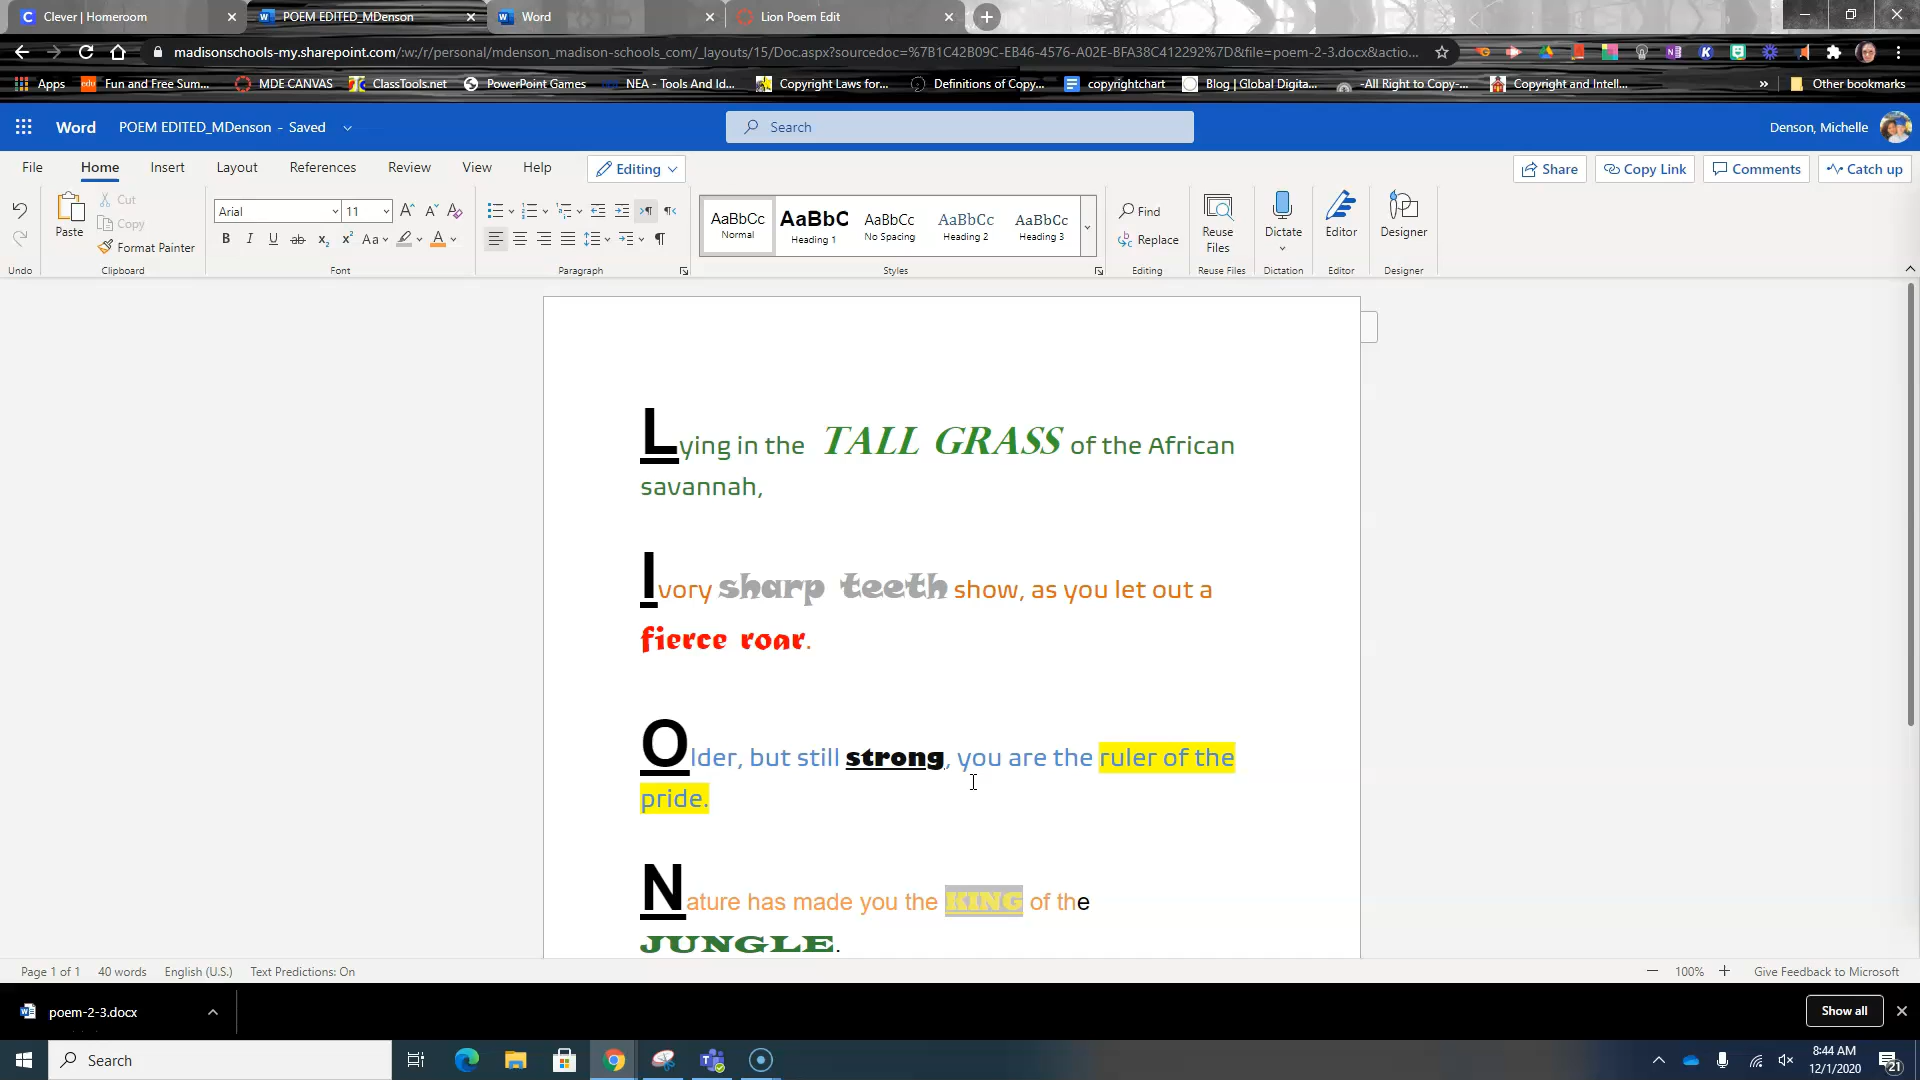 Clever | Homeroom
POEM EDITED_MDenson
Word
Lion Poem Edit
madisonschools-my.sharepoint.com/:w:/r/personal/mdenson_madison-schools_com/_layouts/15/Doc.aspx?sourcedoc=%7B1C42B09C-EB46-4576-A02E-BFA38C412292%7D&file=poem-2-3.docx&actio...
Apps
Fun and Free Sum...
MDE CANVAS
ClassTools.net
PowerPoint Games
NEA - Tools And Id...
Copyright Laws for...
Definitions of Copy...
copyrightchart
Blog | Global Digita...
-All Right to Copy-...
Copyright and Intell...
Other bookmarks
Word
POEM EDITED_MDenson - Saved
Search
Denson, Michelle
File Home Insert Layout References Review View Help
Editing
Share
Copy Link
Comments
Catch up
Paste
Cut
Copy
Format Painter
Arial
11
AaBbCc
Normal
AaBbC
Heading 1
AaBbCc
No Spacing
AaBbCc
Heading 2
AaBbCc
Heading 3
Find
Replace
Reuse
Files
Dictate
Editor
Designer
Undo
Clipboard
Font
Paragraph
Styles
Editing
Reuse Files
Dictation
Editor
Designer
Lying in the TALL GRASS of the African
savannah,
Ivory sharp teeth show, as you let out a
fierce roar.
Older, but still strong, you are the ruler of the
pride.
Nature has made you the KING of the
JUNGLE.
Page 1 of 1
40 words
English (U.S.)
Text Predictions: On
100%
Give Feedback to Microsoft
poem-2-3.docx
Show all
Search
8:44 AM
12/1/2020
21